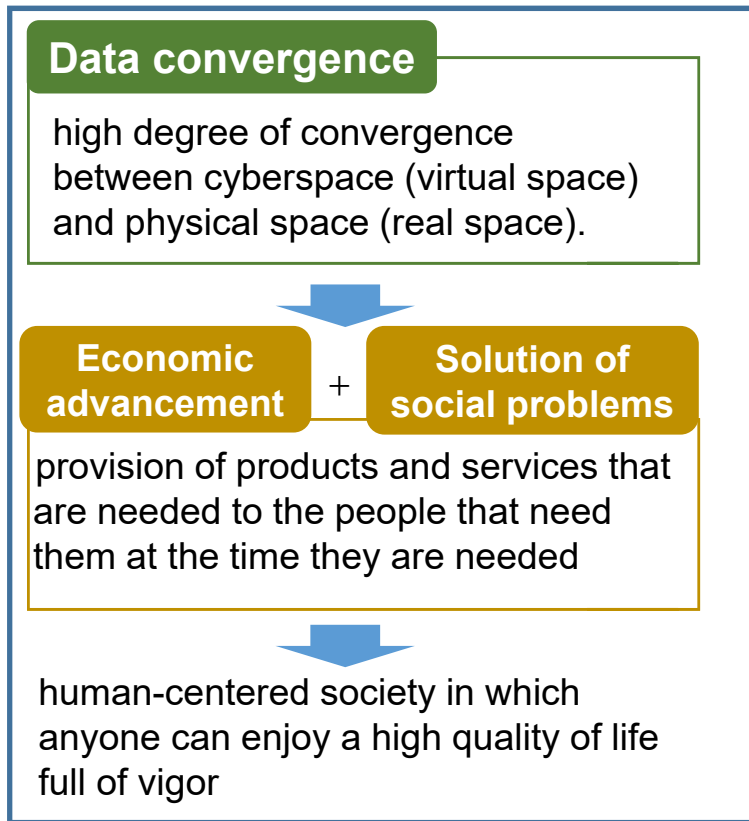 Data convergence
high degree of convergence
between cyberspace (virtual space)
and physical space (real space).
Economic
advancement
+
Solution of
social problems
provision of products and services that
are needed to the people that need
them at the time they are needed
human-centered society in which
anyone can enjoy a high quality of life
full of vigor